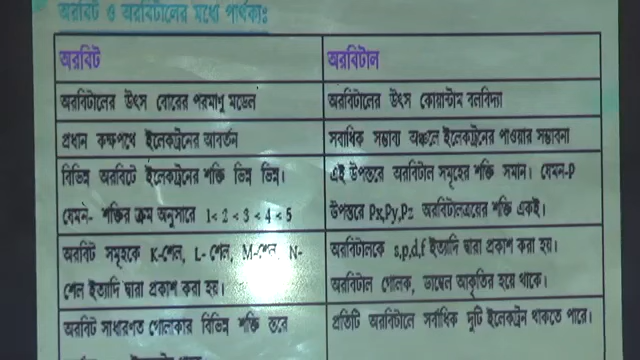 অরবিট ও অরবিটালের মধ্যে পার্থক্যঃ
অরবিট
অরবিটাল
অরবিটালের উৎস বোরের পরমাণু মডেল
অরবিটালের উৎস কোয়ান্টাম বলবিদ্যা
প্রধান কক্ষপথে ইলেকট্রনের আবর্তন
সর্বাধিক সম্ভাব্য অঞ্চলে ইলেকট্রনের পাওয়ার সম্ভাবনা
বিভিন্ন অরবিটে ইলেকট্রনের শক্তি ভিন্ন ভিন্ন।
যেমন- শক্তির ক্রম অনুসারে 1< 2 < 3 < 4 < 5
এই উপস্তরে অরবিটাল সমূহের শক্তি সমান। যেমন-P
উপস্তরে Px,Py,Pz অরবিটালত্রয়ের শক্তি একই।
অরবিট সমূহকে K-শেল, L- শেল, M-শেল, N-
শেল ইত্যাদি দ্বারা প্রকাশ করা হয়।
অরবিটালকে s,p,d,f ইত্যাদি দ্বারা প্রকাশ করা হয়।
অরবিটাল গোলক, ডাম্বেল আকৃতির হয়ে থাকে।
অরবিট সাধারণত গোলাকার বিভিন্ন শক্তি স্তরে
প্রতিটি অরবিটালে সর্বাধিক দুটি ইলেকট্রন থাকতে পারে।